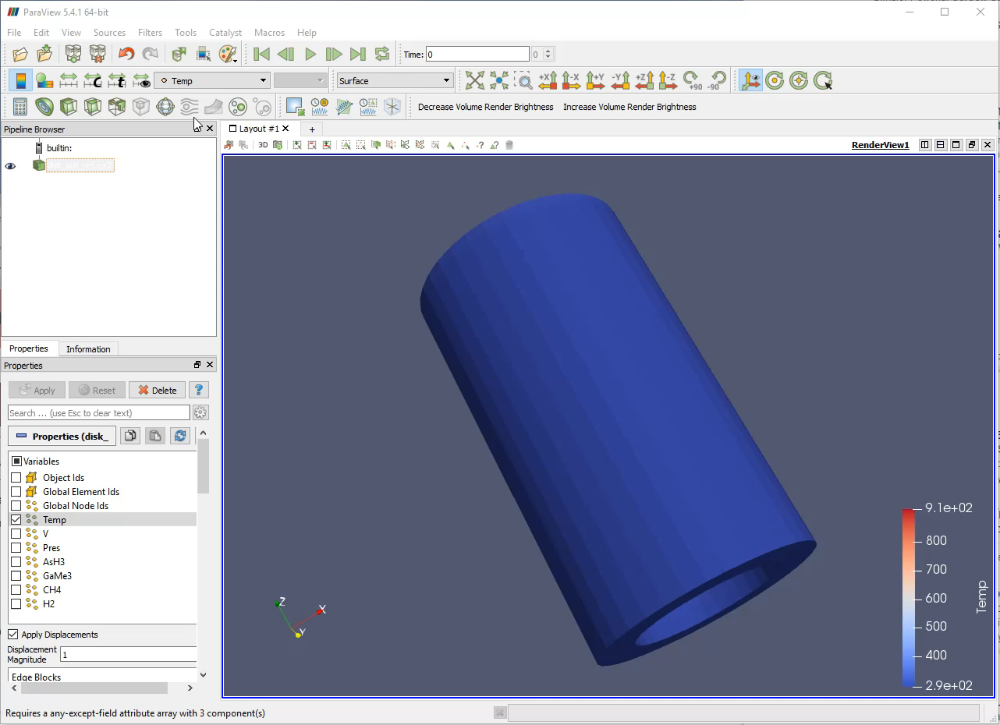 ParaView 5.4.1 64-bit
File Edit View Sources Filters Tools Catalyst Macros Help
Time: 0 0
Temp Surface +X -X +Y -Y +Z -Z +90 -90
Decrease Volume Render Brightness Increase Volume Render Brightness
Pipeline Browser
Layout #1
+
builtin:
3D
RenderView1
Properties Information
Properties
Apply Reset Delete ?
Search ... (use Esc to clear text)
Properties (disk_
Variables
Object Ids
Global Element Ids
Global Node Ids
Temp
V
Pres
AsH3
GaMe3
CH4
H2
Apply Displacements
Displacement
Magnitude 1
Edge Blocks
Z
X
Y
9.1e+02
800
700
600
500
400
2.9e+02
Temp
Requires a any-except-field attribute array with 3 component(s)